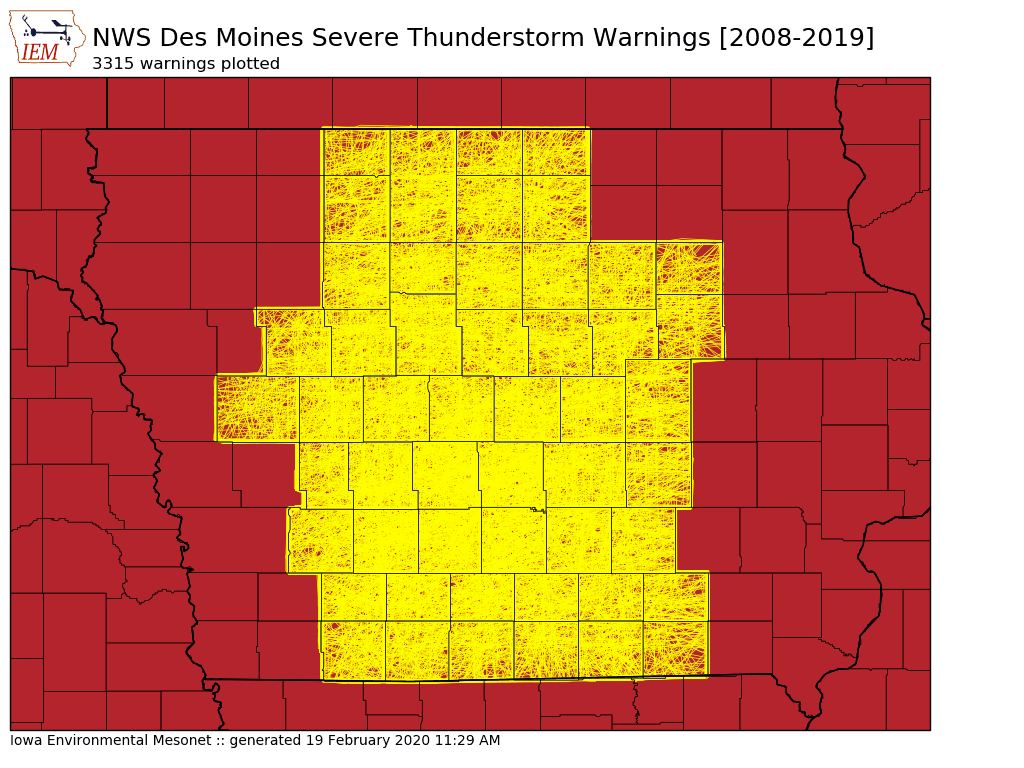 IEM
NWS Des Moines Severe Thunderstorm Warnings [2008-2019]
3315 warnings plotted
Iowa Environmental Mesonet :: generated 19 February 2020 11:29 AM